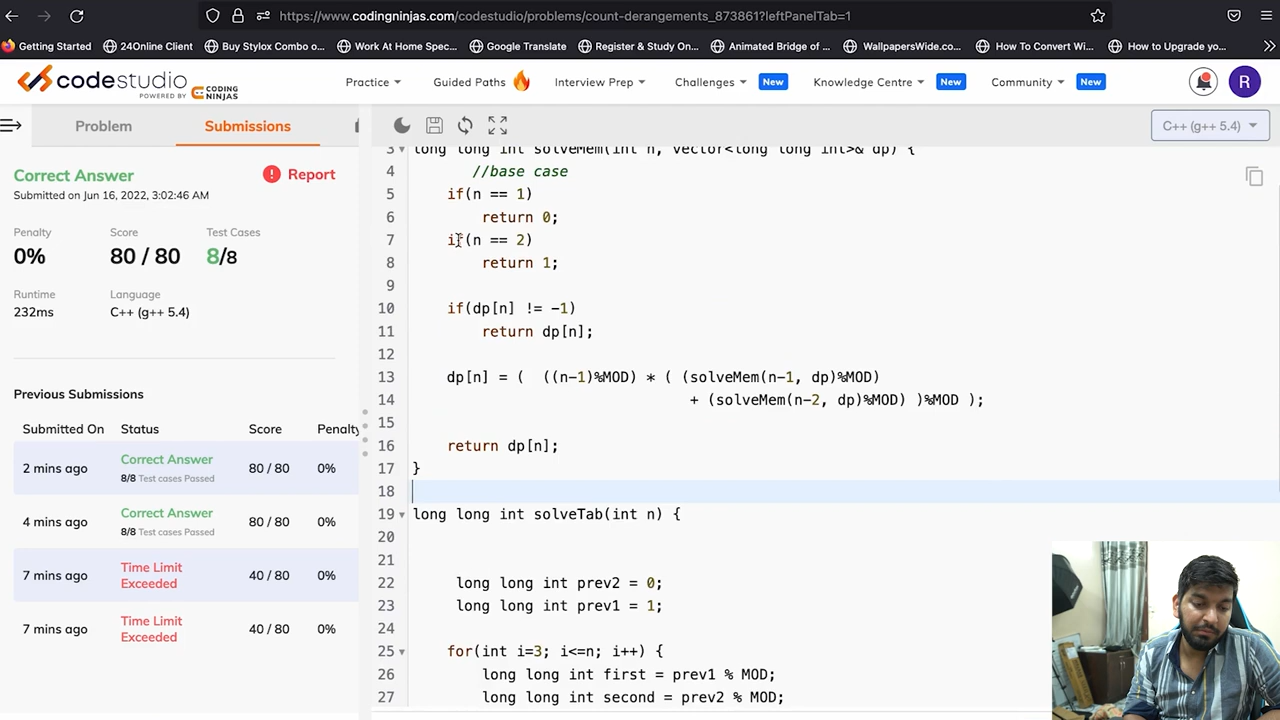 https://www.codingninjas.com/codestudio/problems/count-derangements_873861?leftPanelTab=1
Getting Started 24Online Client Buy Stylox Combo o... Work At Home Spec... Google Translate Register & Study On... Animated Bridge of ... WallpapersWide.co... How To Convert Wi... How to Upgrade yo...
codestudio POWERED BY CODING NINJAS Practice Guided Paths Interview Prep Challenges New Knowledge Centre New Community New R
Problem Submissions C++ (g++ 5.4)
Correct Answer Report
Submitted on Jun 16, 2022, 3:02:46 AM
Penalty Score Test Cases
0% 80 / 80 8/8
Runtime Language
232ms C++ (g++ 5.4)
Previous Submissions
Submitted On Status Score Penalty
2 mins ago Correct Answer 80 / 80 0%
8/8 Test cases Passed
4 mins ago Correct Answer 80 / 80 0%
8/8 Test cases Passed
7 mins ago Time Limit Exceeded 40 / 80 0%
7 mins ago Time Limit Exceeded 40 / 80 0%
3 long long int solveMem(int n, vector<long long int>& dp) {
4 //base case
5 if(n == 1)
6 return 0;
7 if(n == 2)
8 return 1;
9
10 if(dp[n] != -1)
11 return dp[n];
12
13 dp[n] = ( ((n-1)%MOD) * ( (solveMem(n-1, dp)%MOD)
14 + (solveMem(n-2, dp)%MOD) )%MOD );
15
16 return dp[n];
17 }
18
19 long long int solveTab(int n) {
20
21
22 long long int prev2 = 0;
23 long long int prev1 = 1;
24
25 for(int i=3; i<=n; i++) {
26 long long int first = prev1 % MOD;
27 long long int second = prev2 % MOD;